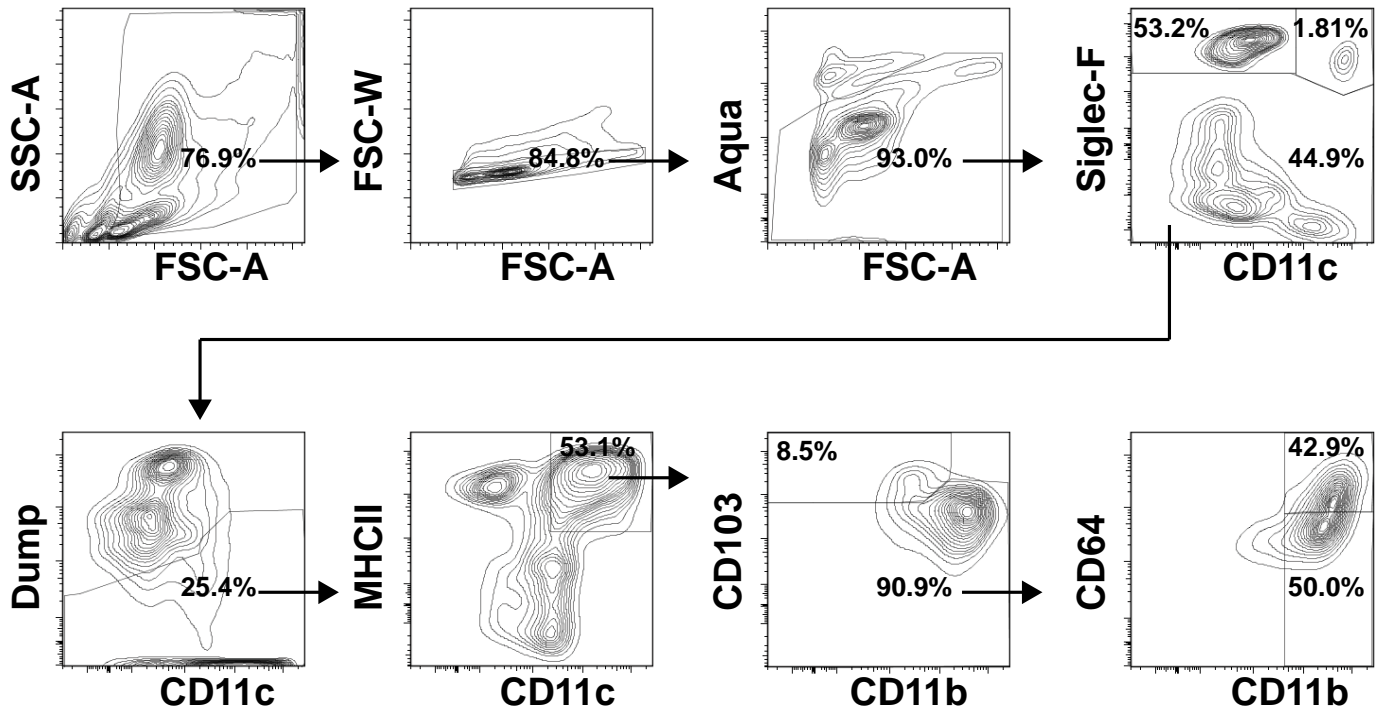 SSC-A
76.9%
FSC-A
FSC-W
84.8%
FSC-A
Aqua
93.0%
FSC-A
Siglec-F
53.2%
1.81%
44.9%
CD11c
Dump
25.4%
CD11c
MHCII
53.1%
CD11c
CD103
8.5%
90.9%
CD11b
CD64
42.9%
50.0%
CD11b